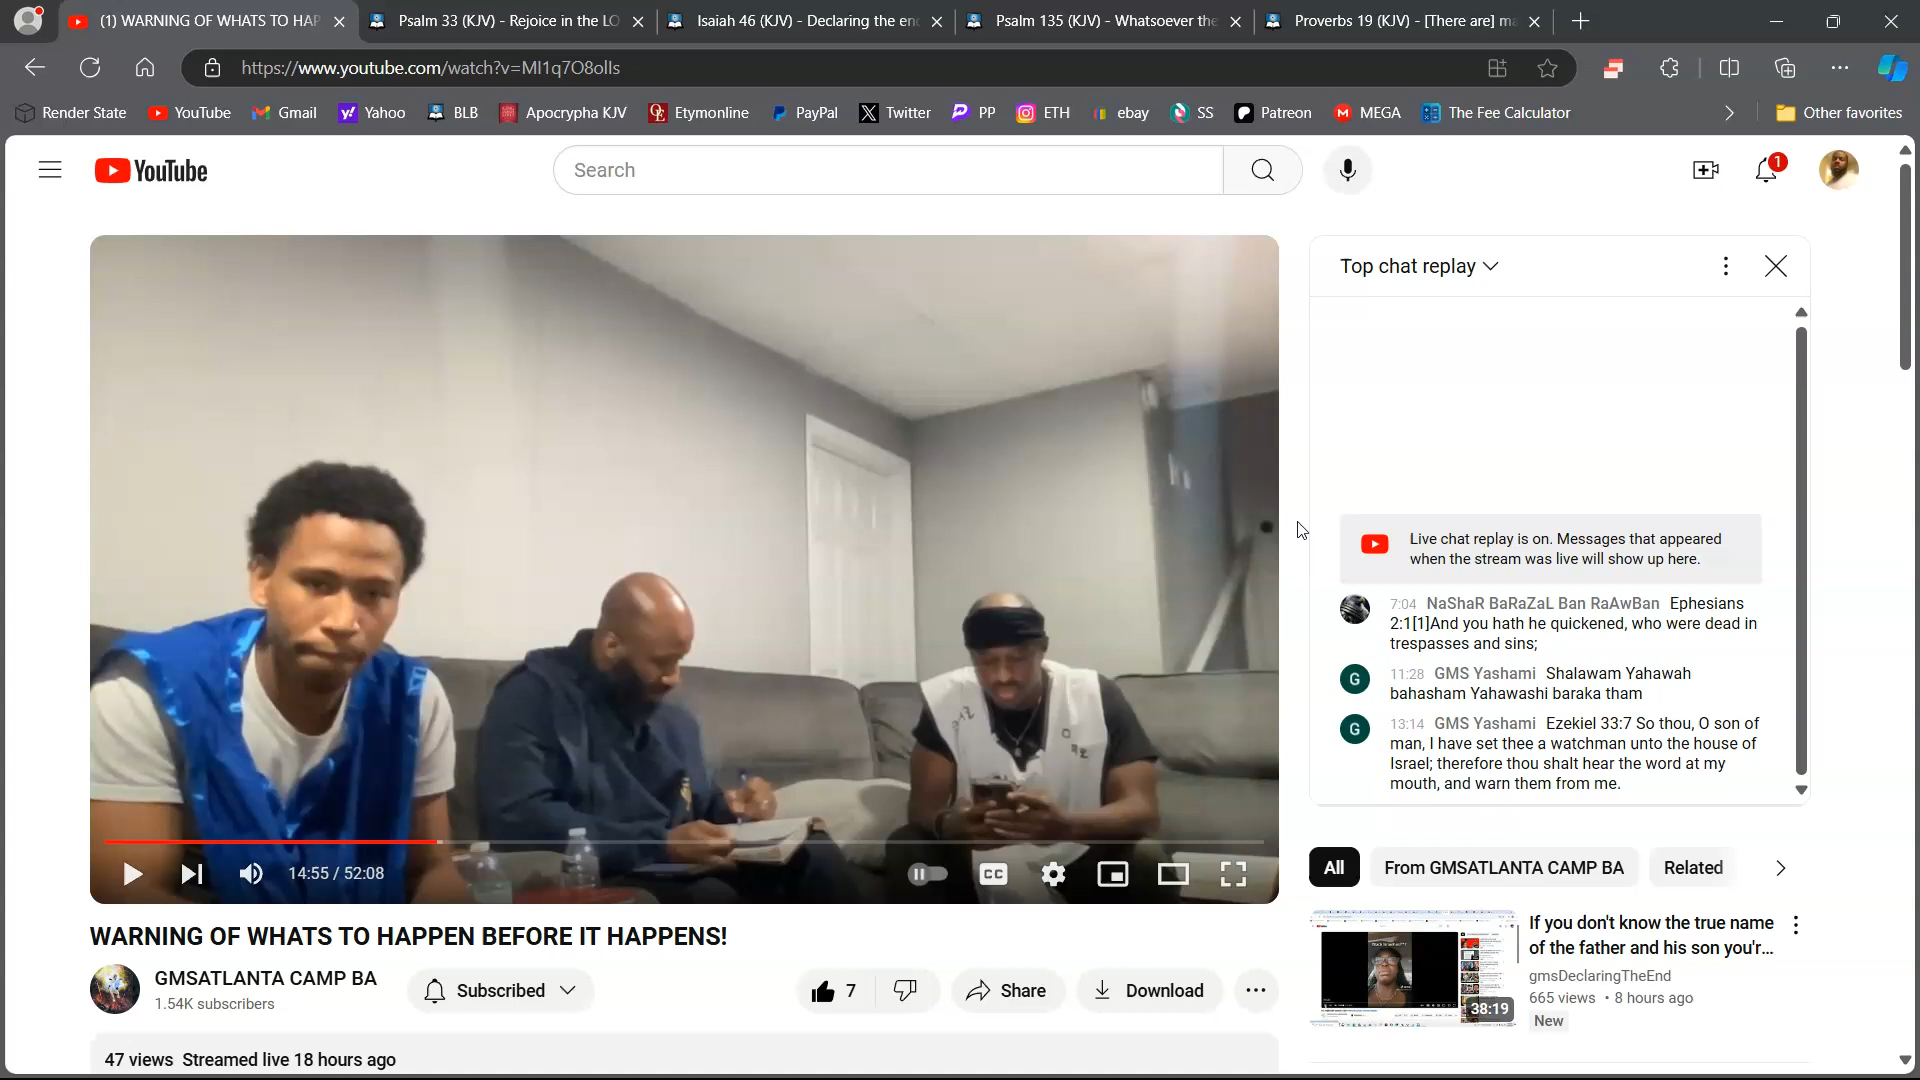 (1) WARNING OF WHATS TO HAP
Psalm 33 (KJV) - Rejoice in the LO
Isaiah 46 (KJV) - Declaring the en
Psalm 135 (KJV) - Whatsoever the
Proverbs 19 (KJV) - [There are] m
https://www.youtube.com/watch?v=MI1q7O8olls
Render State
YouTube
Gmail
Yahoo
BLB
Apocrypha KJV
Etymonline
PayPal
Twitter
PP
ETH
ebay
SS
Patreon
MEGA
The Fee Calculator
Other favorites
YouTube
Search
1
Top chat replay
Live chat replay is on. Messages that appeared
when the stream was live will show up here.
7:04 NaShaR BaRaZaL Ban RaAwBan Ephesians
2:1[1]And you hath he quickened, who were dead in
trespasses and sins;
G
11:28 GMS Yashami Shalawam Yahawah
bahasham Yahawashi baraka tham
G
13:14 GMS Yashami Ezekiel 33:7 So thou, O son of
man, I have set thee a watchman unto the house of
Israel; therefore thou shalt hear the word at my
mouth, and warn them from me.
14:55 / 52:08
CC
All
From GMSATLANTA CAMP BA
Related
WARNING OF WHATS TO HAPPEN BEFORE IT HAPPENS!
GMSATLANTA CAMP BA
1.54K subscribers
Subscribed
7
Share
Download
47 views Streamed live 18 hours ago
38:19
If you don't know the true name
of the father and his son you'r...
gmsDeclaringTheEnd
665 views • 8 hours ago
New